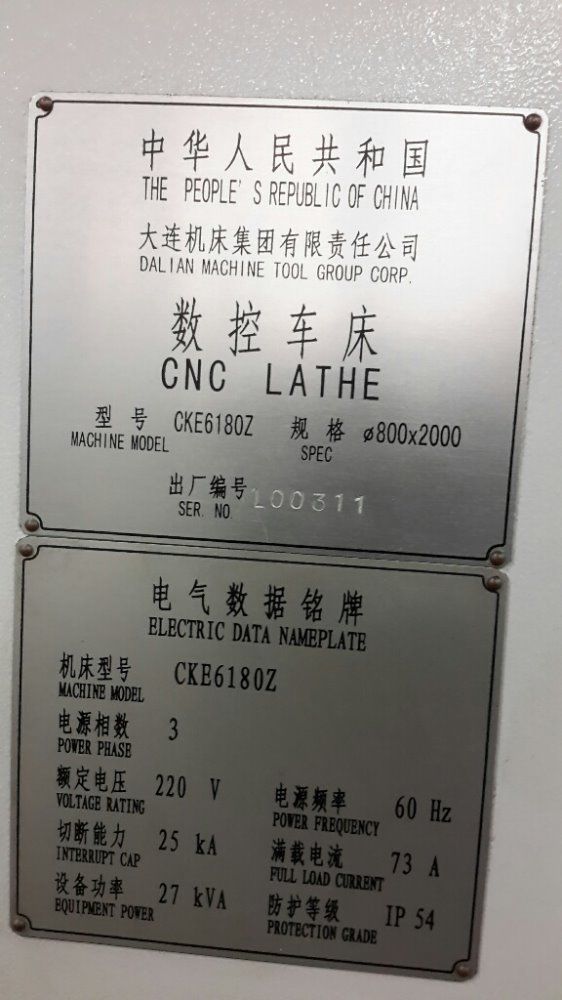 中华人民共和国
THE PEOPLE'S REPUBLIC OF CHINA
大连机床集团有限责任公司
DALIAN MACHINE TOOL GROUP CORP.
数控车床
CNC LATHE
型号 CKE6180Z 规格 ø800x2000
MACHINE MODEL SPEC
出厂编号 100311
SER. NO.
电气数据铭牌
ELECTRIC DATA NAMEPLATE
机床型号 CKE6180Z
MACHINE MODEL
电源相数 3
POWER PHASE
额定电压 220 V 电源频率 60 Hz
VOLTAGE RATING POWER FREQUENCY
切断能力 25 kA 满载电流 73 A
INTERRUPT CAP FULL LOAD CURRENT
设备功率 27 kVA 防护等级 IP 54
EQUIPMENT POWER PROTECTION GRADE